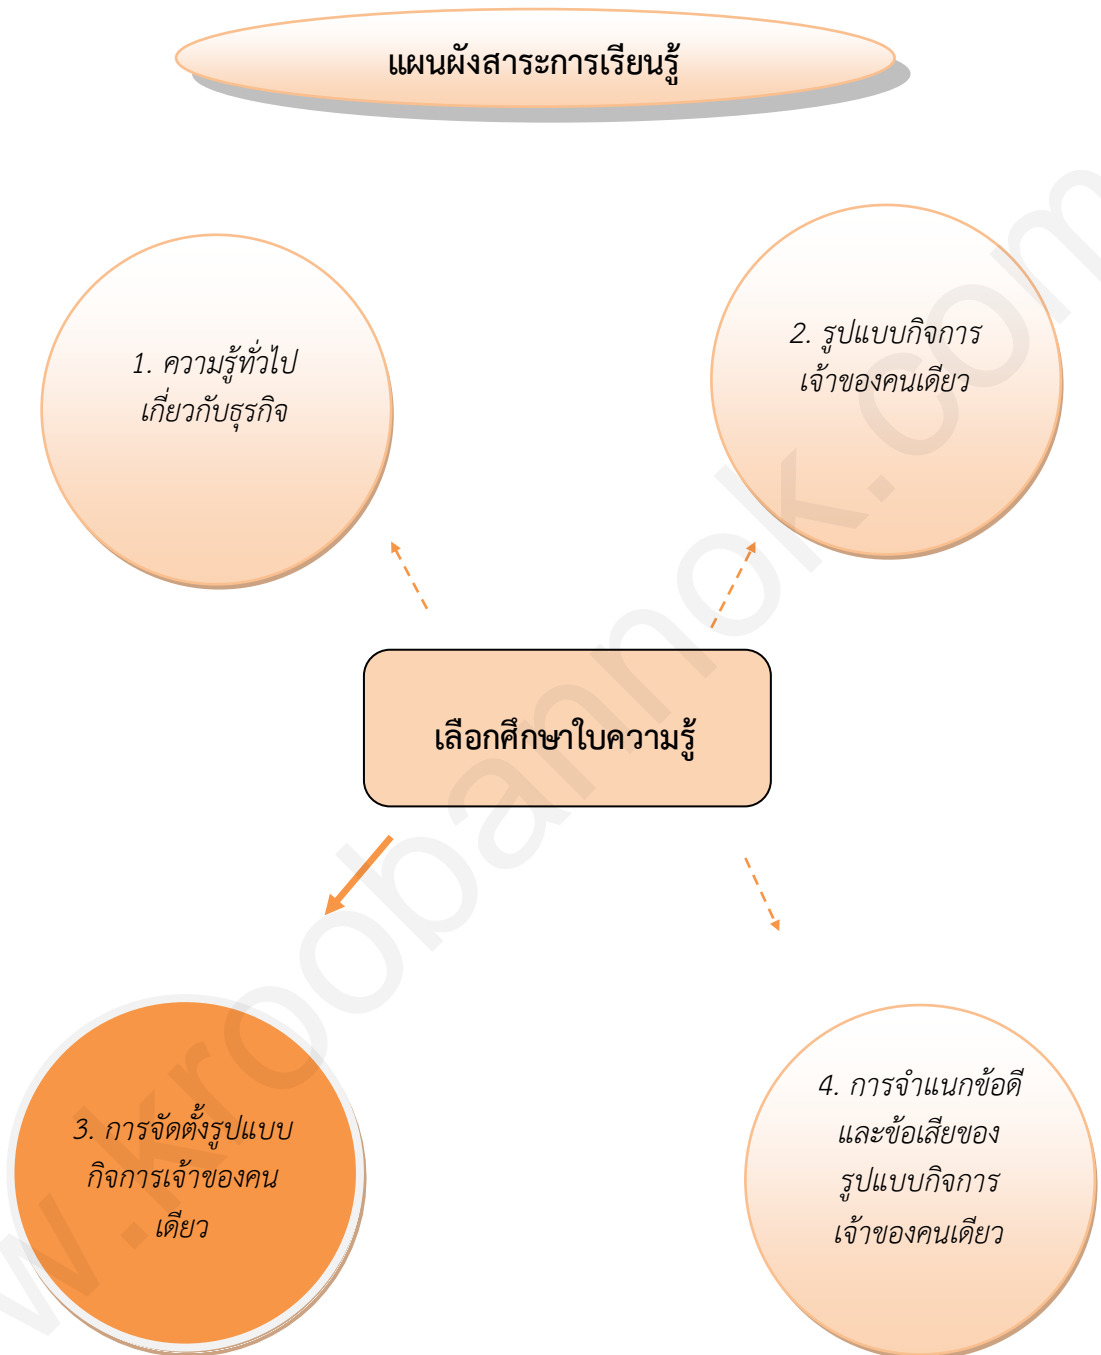 แผนผังสาระการเรียนรู้
1. ความรู้ทั่วไป
เกี่ยวกับธุรกิจ
2. รูปแบบกิจการ
เจ้าของคนเดียว
เลือกศึกษาใบความรู้
3. การจัดตั้งรูปแบบ
กิจการเจ้าของคน
เดียว
4. การจำแนกข้อดี
และข้อเสียของ
รูปแบบกิจการ
เจ้าของคนเดียว
w.kroobannok.com